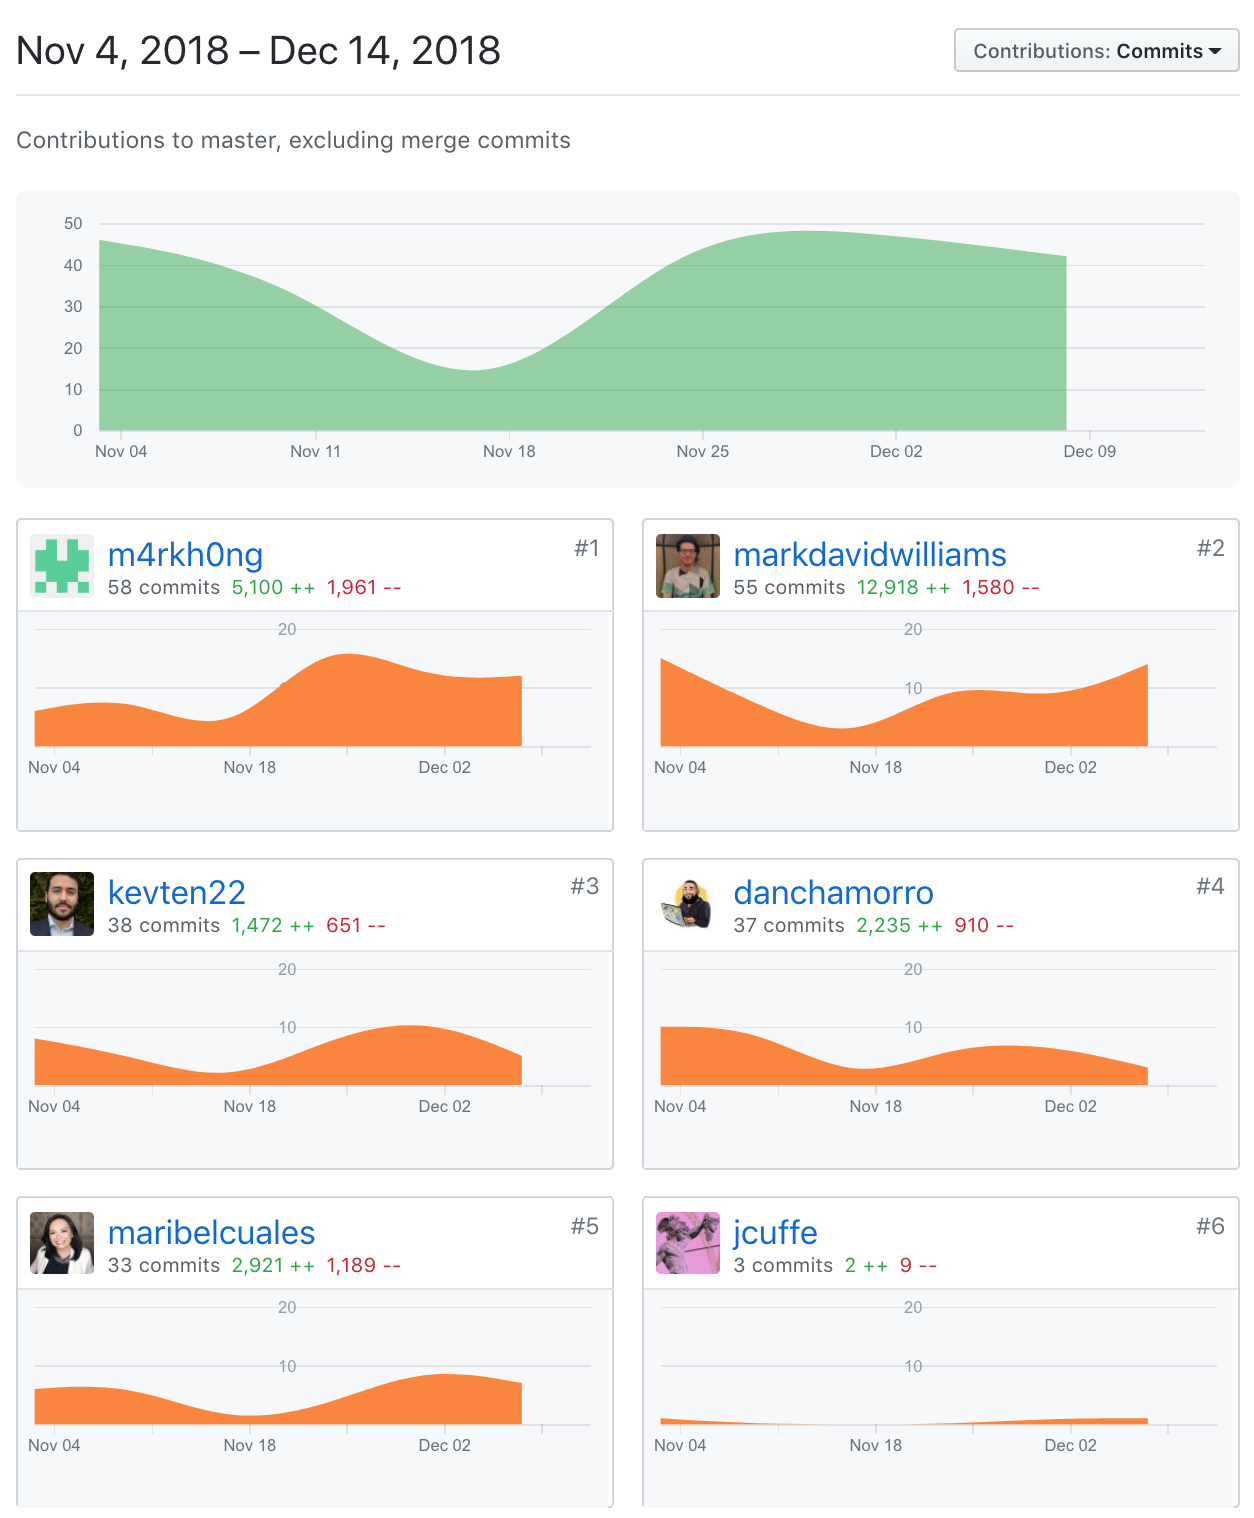 Nov 4, 2018 – Dec 14, 2018
Contributions: Commits
Contributions to master, excluding merge commits
50
40
30
20
10
0
Nov 04 Nov 11 Nov 18 Nov 25 Dec 02 Dec 09
m4rkh0ng #1
58 commits 5,100 ++ 1,961 --
20
Nov 04 Nov 18 Dec 02
markdavidwilliams #2
55 commits 12,918 ++ 1,580 --
20
10
Nov 04 Nov 18 Dec 02
kevten22 #3
38 commits 1,472 ++ 651 --
20
10
Nov 04 Nov 18 Dec 02
danchamorro #4
37 commits 2,235 ++ 910 --
20
10
Nov 04 Nov 18 Dec 02
maribelcuales #5
33 commits 2,921 ++ 1,189 --
20
10
Nov 04 Nov 18 Dec 02
jcuffe #6
3 commits 2 ++ 9 --
20
10
Nov 04 Nov 18 Dec 02